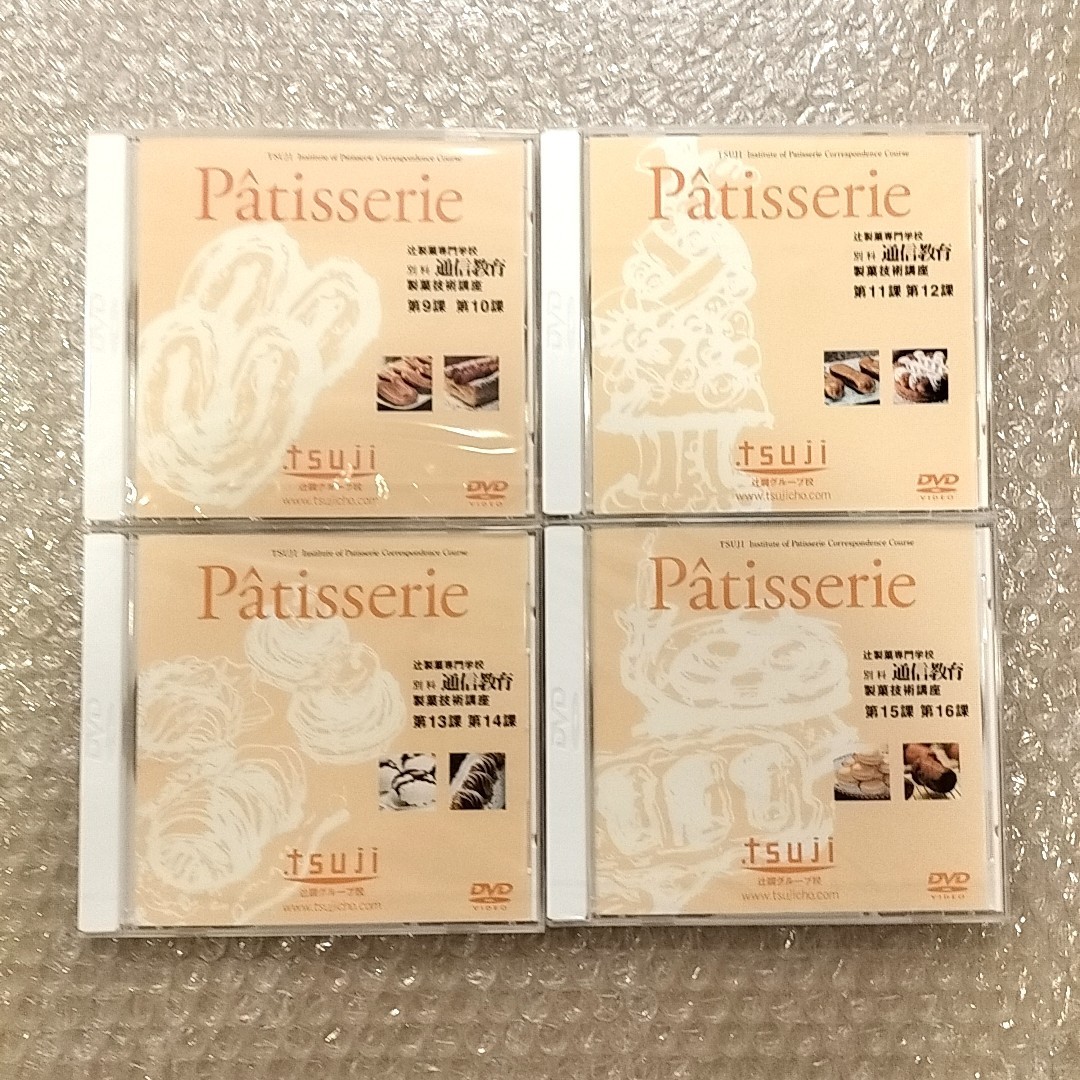 TSUJI Institute of Patisserie Correspondence Course
Pâtisserie
辻製菓専門学校
別科 通信教育
製菓技術講座
第9課 第10課
.tsuji
辻調グループ校
www.tsujicho.com
DVD
VIDEO
DVD
TSUJI Institute of Patisserie Correspondence Course
Pâtisserie
辻製菓専門学校
別科 通信教育
製菓技術講座
第11課 第12課
.tsuji
辻調グループ校
www.tsujicho.com
DVD
VIDEO
DVD
TSUJI Institute of Patisserie Correspondence Course
Pâtisserie
辻製菓専門学校
別科 通信教育
製菓技術講座
第13課 第14課
.tsuji
辻調グループ校
www.tsujicho.com
DVD
VIDEO
DVD
TSUJI Institute of Patisserie Correspondence Course
Pâtisserie
辻製菓専門学校
別科 通信教育
製菓技術講座
第15課 第16課
.tsuji
辻調グループ校
www.tsujicho.com
DVD
VIDEO
DVD